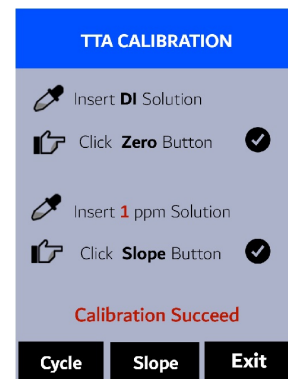 TTA CALIBRATION
Insert DI Solution
Click Zero Button
Insert 1 ppm Solution
Click Slope Button
Calibration Succeed
Cycle Slope Exit